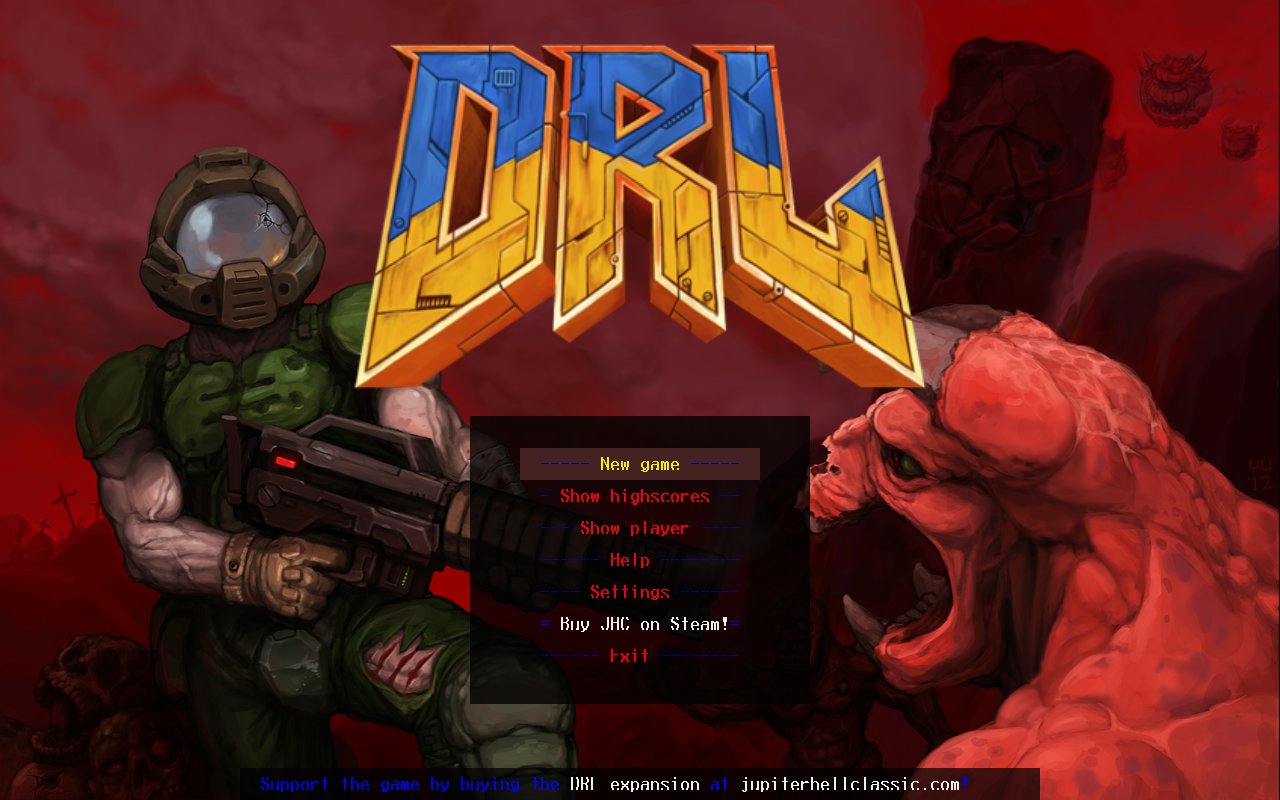 DRL
New game
Show highscores
Show player
Help
Settings
Buy JHC on Steam!
Exit
Support the game by buying the DRL expansion at jupiterhellclassic.com!